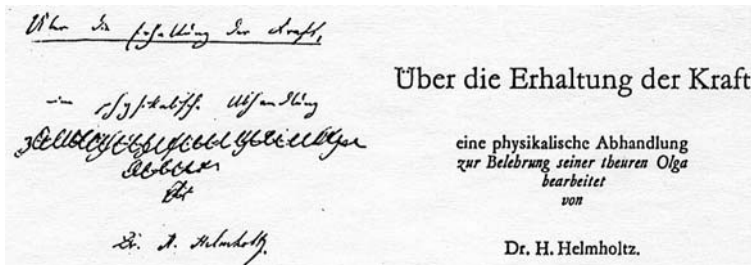 Über die Erhaltung der Kraft,
eine physikalische Abhandlung
Dr. H. Helmholtz.
Über die Erhaltung der Kraft
eine physikalische Abhandlung
zur Belehrung seiner theuren Olga
bearbeitet
von
Dr. H. Helmholtz.